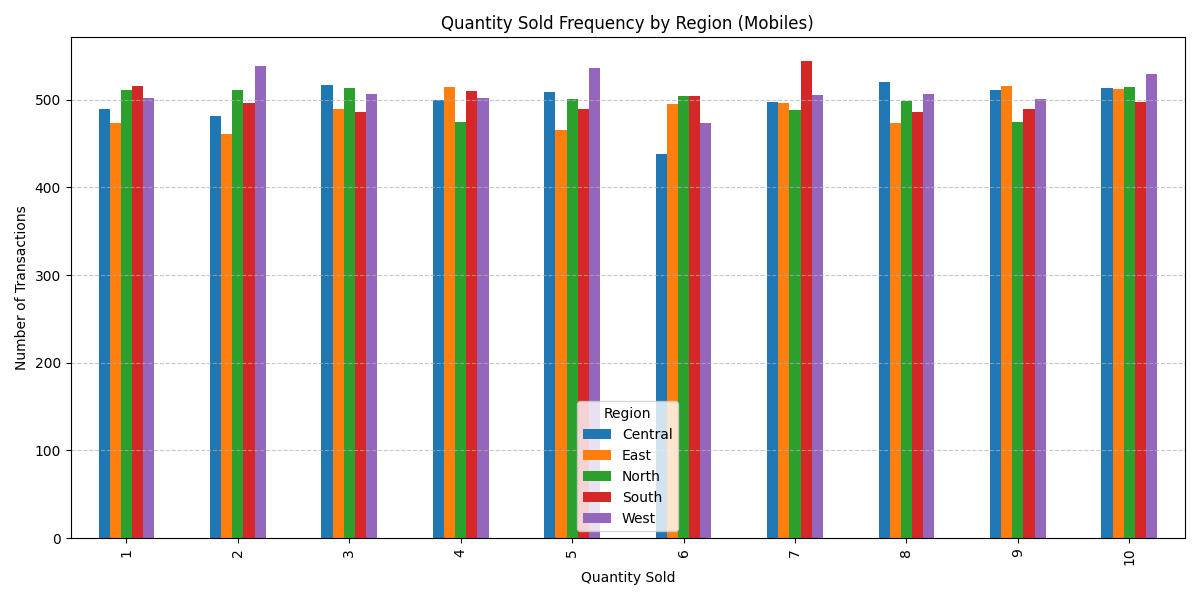 Quantity Sold Frequency by Region (Mobiles)
Number of Transactions
500
400
300
200
100
0
Region
Central
East
North
South
West
1 2 3 4 5 6 7 8 9 10
Quantity Sold